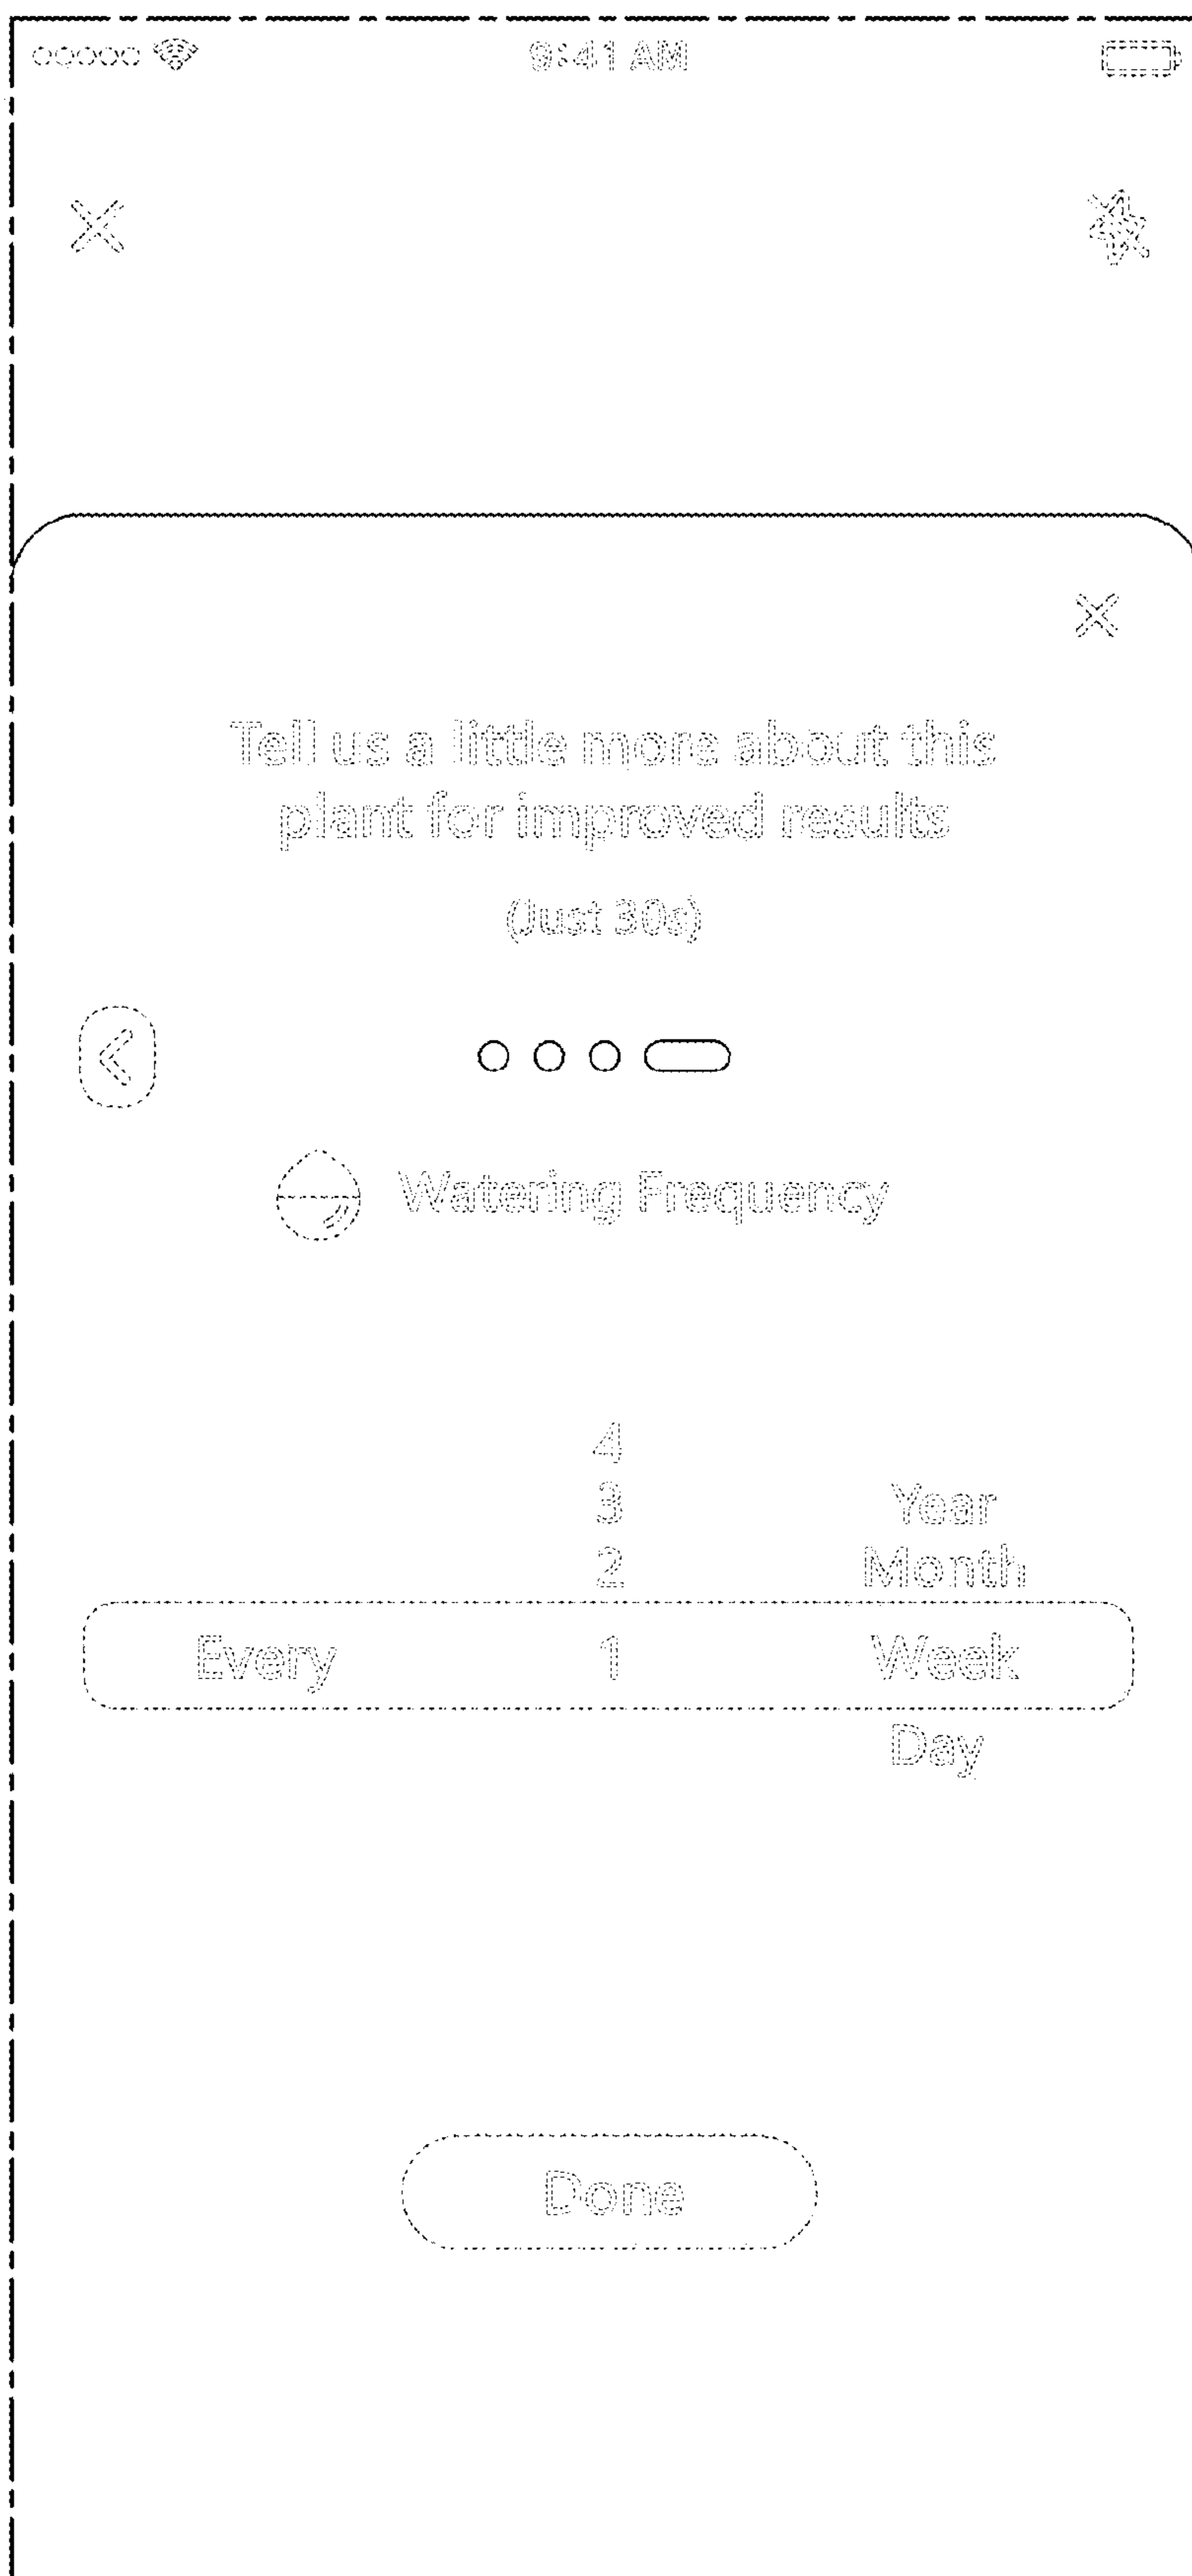 9:41 AM
Tell us a little more about this
plant for improved results
(Just 30s)
Watering Frequency
4
3 Year
2 Month
Every 1 Week
Day
Done